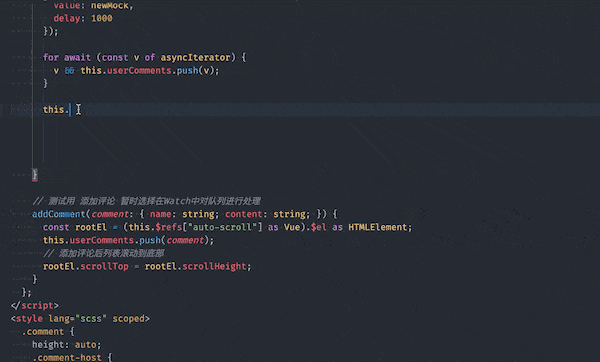 value: newMock,
delay: 1000
});
for await (const v of asyncIterator) {
v && this.userComments.push(v);
}
this.
}
// 测试用 添加评论 暂时选择在Watch中对队列进行处理
addComment(comment: { name: string; content: string; }) {
const rootEl = (this.$refs["auto-scroll"] as Vue).$el as HTMLElement;
this.userComments.push(comment);
// 添加评论后列表滚动到底部
rootEl.scrollTop = rootEl.scrollHeight;
}
};
</script>
<style lang="scss" scoped>
.comment {
height: auto;
.comment-host {